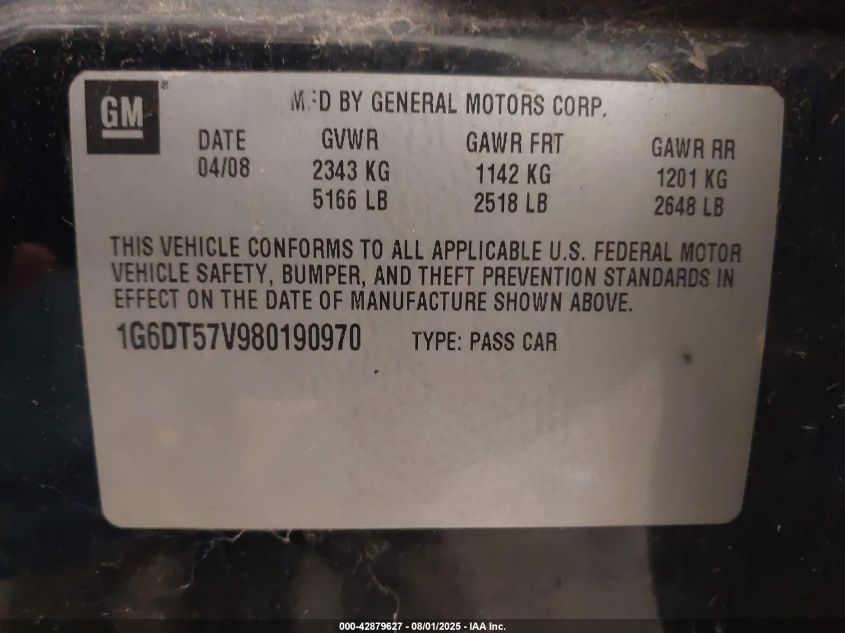 GM
MFD BY GENERAL MOTORS CORP.
DATE GVWR GAWR FRT GAWR RR
04/08 2343 KG 1142 KG 1201 KG
5166 LB 2518 LB 2648 LB
THIS VEHICLE CONFORMS TO ALL APPLICABLE U.S. FEDERAL MOTOR
VEHICLE SAFETY, BUMPER, AND THEFT PREVENTION STANDARDS IN
EFFECT ON THE DATE OF MANUFACTURE SHOWN ABOVE.
1G6DT57V980190970 TYPE: PASS CAR
000-42879627 - 08/01/2025 - IAA Inc.